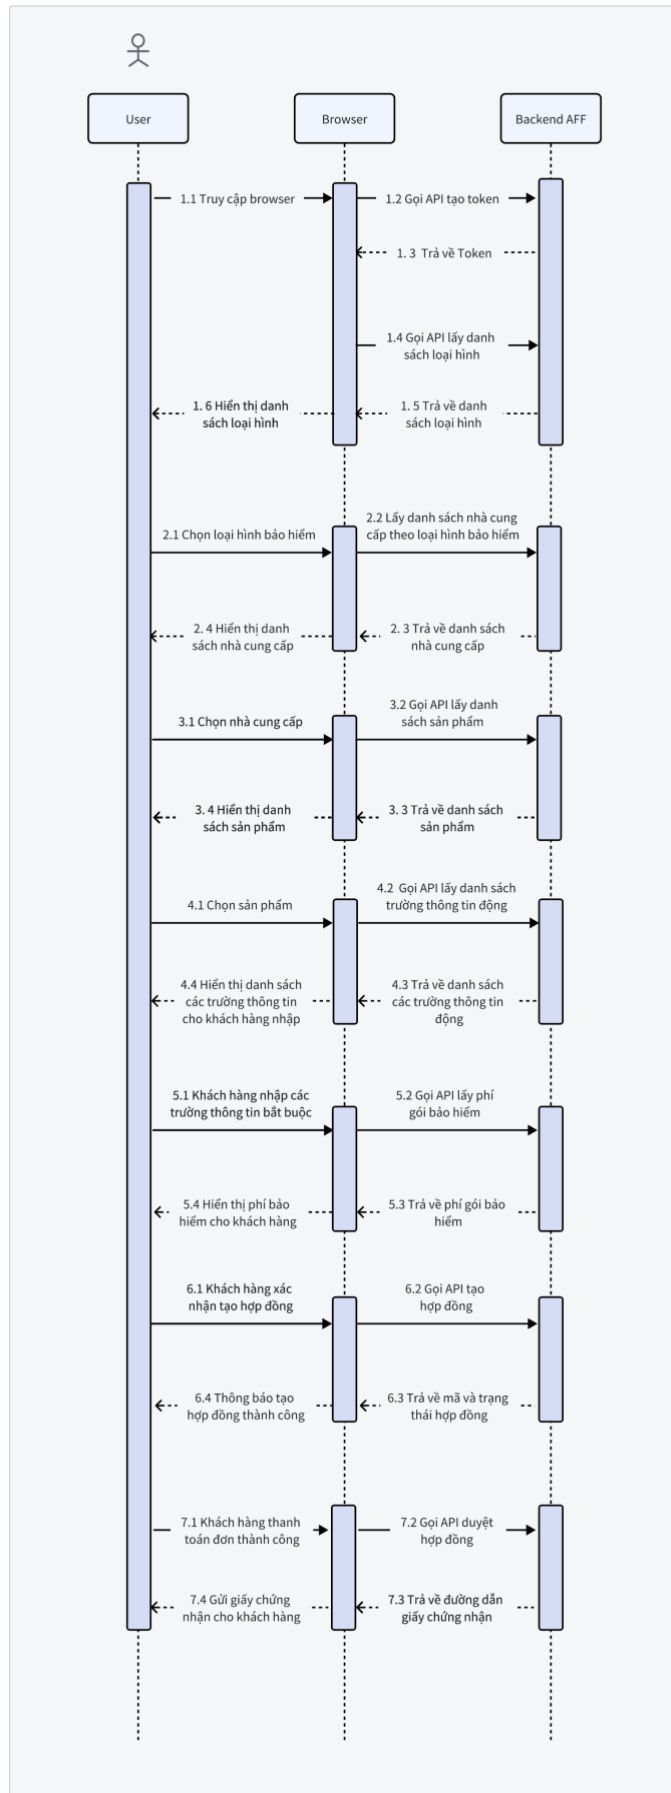 User
Browser
Backend AFF
1.1 Truy cập browser
1.2 Gọi API tạo token
1. 3 Trả về Token
1.4 Gọi API lấy danh
sách loại hình
1. 6 Hiển thị danh
sách loại hình
1. 5 Trả về danh
sách loại hình
2.1 Chọn loại hình bảo hiểm
2.2 Lấy danh sách nhà cung
cấp theo loại hình bảo hiểm
2. 4 Hiển thị danh
sách nhà cung cấp
2. 3 Trả về danh sách
nhà cung cấp
3.1 Chọn nhà cung cấp
3.2 Gọi API lấy danh
sách sản phẩm
3. 4 Hiển thị danh
sách sản phẩm
3. 3 Trả về danh sách
sản phẩm
4.1 Chọn sản phẩm
4.2 Gọi API lấy danh sách
trường thông tin động
4.4 Hiển thị danh sách
các trường thông tin
cho khách hàng nhập
4.3 Trả về danh sách
các trường thông tin
động
5.1 Khách hàng nhập các
trường thông tin bắt buộc
5.2 Gọi API lấy phí
gói bảo hiểm
5.4 Hiển thị phí bảo
hiểm cho khách hàng
5.3 Trả về phí gói bảo
hiểm
6.1 Khách hàng xác
nhận tạo hợp đồng
6.2 Gọi API tạo
hợp đồng
6.4 Thông báo tạo
hợp đồng thành công
6.3 Trả về mã và trạng
thái hợp đồng
7.1 Khách hàng thanh
toán đơn thành công
7.2 Gọi API duyệt
hợp đồng
7.4 Gửi giấy chứng
nhận cho khách hàng
7.3 Trả về đường dẫn
giấy chứng nhận